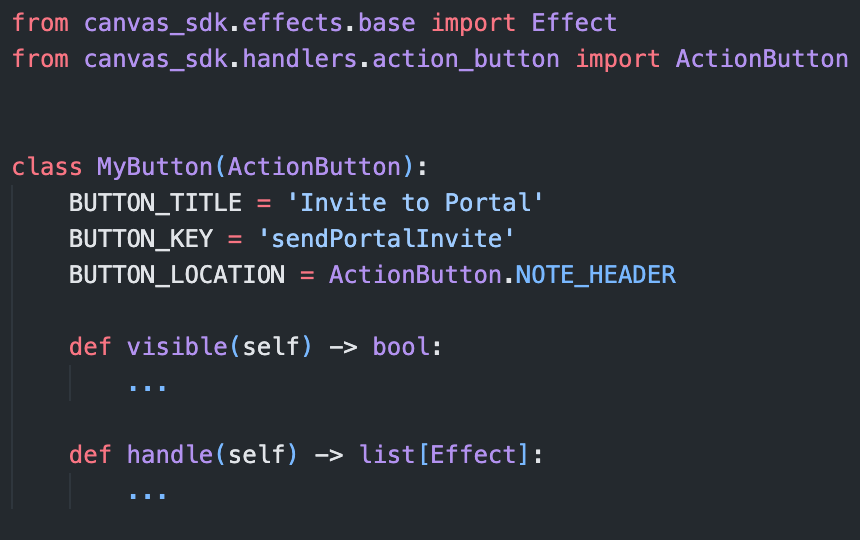 from canvas_sdk.effects.base import Effect
from canvas_sdk.handlers.action_button import ActionButton
class MyButton(ActionButton):
BUTTON_TITLE = 'Invite to Portal'
BUTTON_KEY = 'sendPortalInvite'
BUTTON_LOCATION = ActionButton.NOTE_HEADER
def visible(self) -> bool:
...
def handle(self) -> list[Effect]:
...